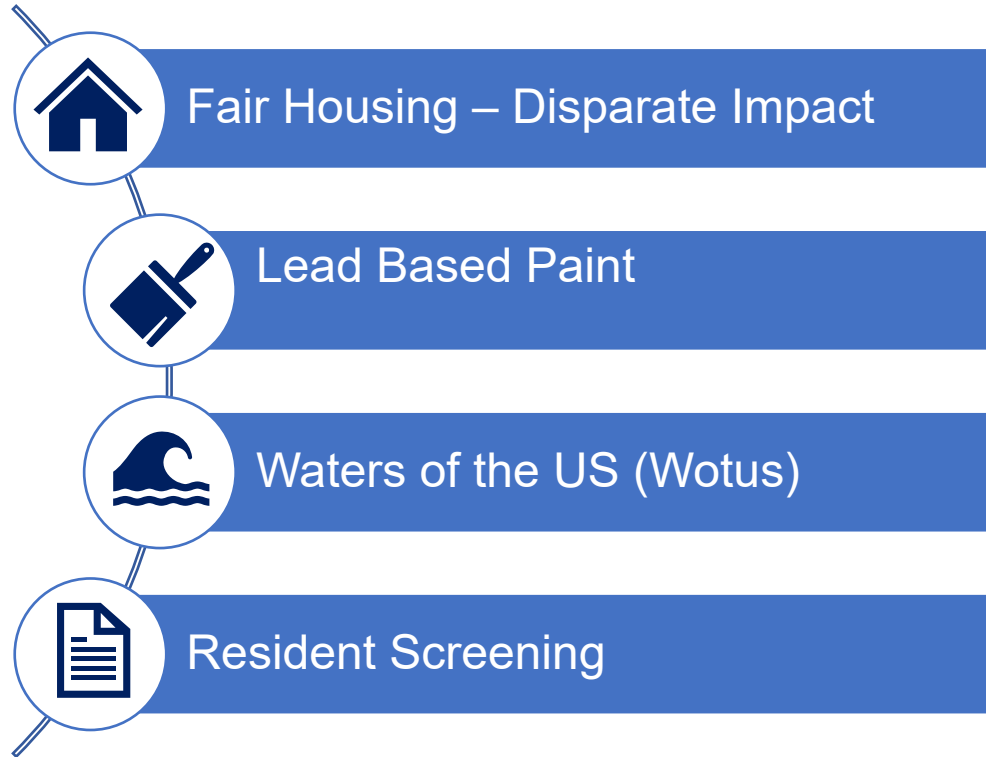 Fair Housing – Disparate Impact
Lead Based Paint
Waters of the US (Wotus)
Resident Screening